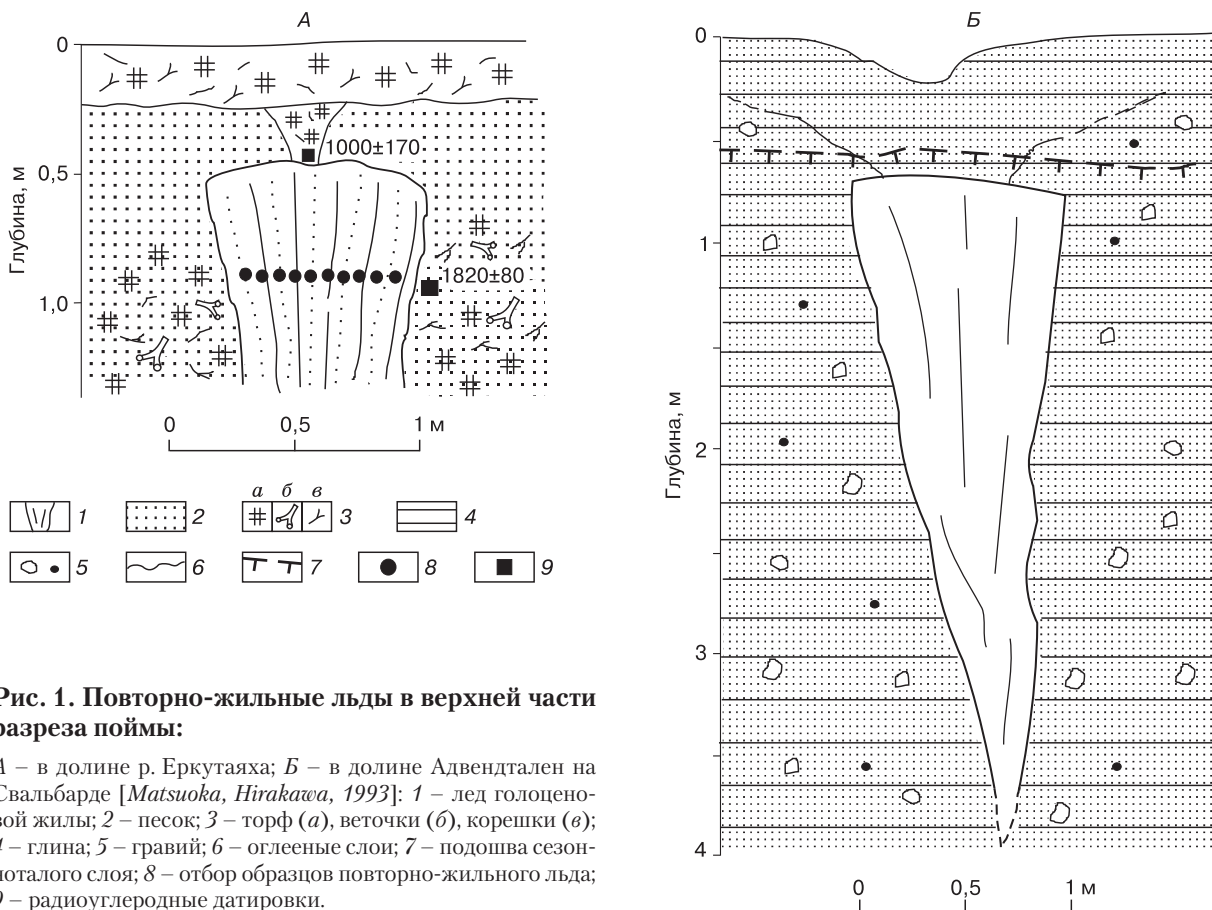 А
0
0,5
1,0
Глубина, м
1000±170
1820±80
0
0,5
1 м
а б в
1
2
3
4
5
6
7
8
9
Б
0
1
2
3
4
Глубина, м
0
0,5
1 м
Рис. 1. Повторно-жильные льды в верхней части
разреза поймы:
А – в долине р. Еркутаяха; Б – в долине Адвендтален на
Свальбарде [Matsuoka, Hirakawa, 1993]: 1 – лед голоцено-
вой жилы; 2 – песок; 3 – торф (а), веточки (б), корешки (в);
4 – глина; 5 – гравий; 6 – оглееные слои; 7 – подошва сезон-
ноталого слоя; 8 – отбор образцов повторно-жильного льда;
9 – радиоуглеродные датировки.